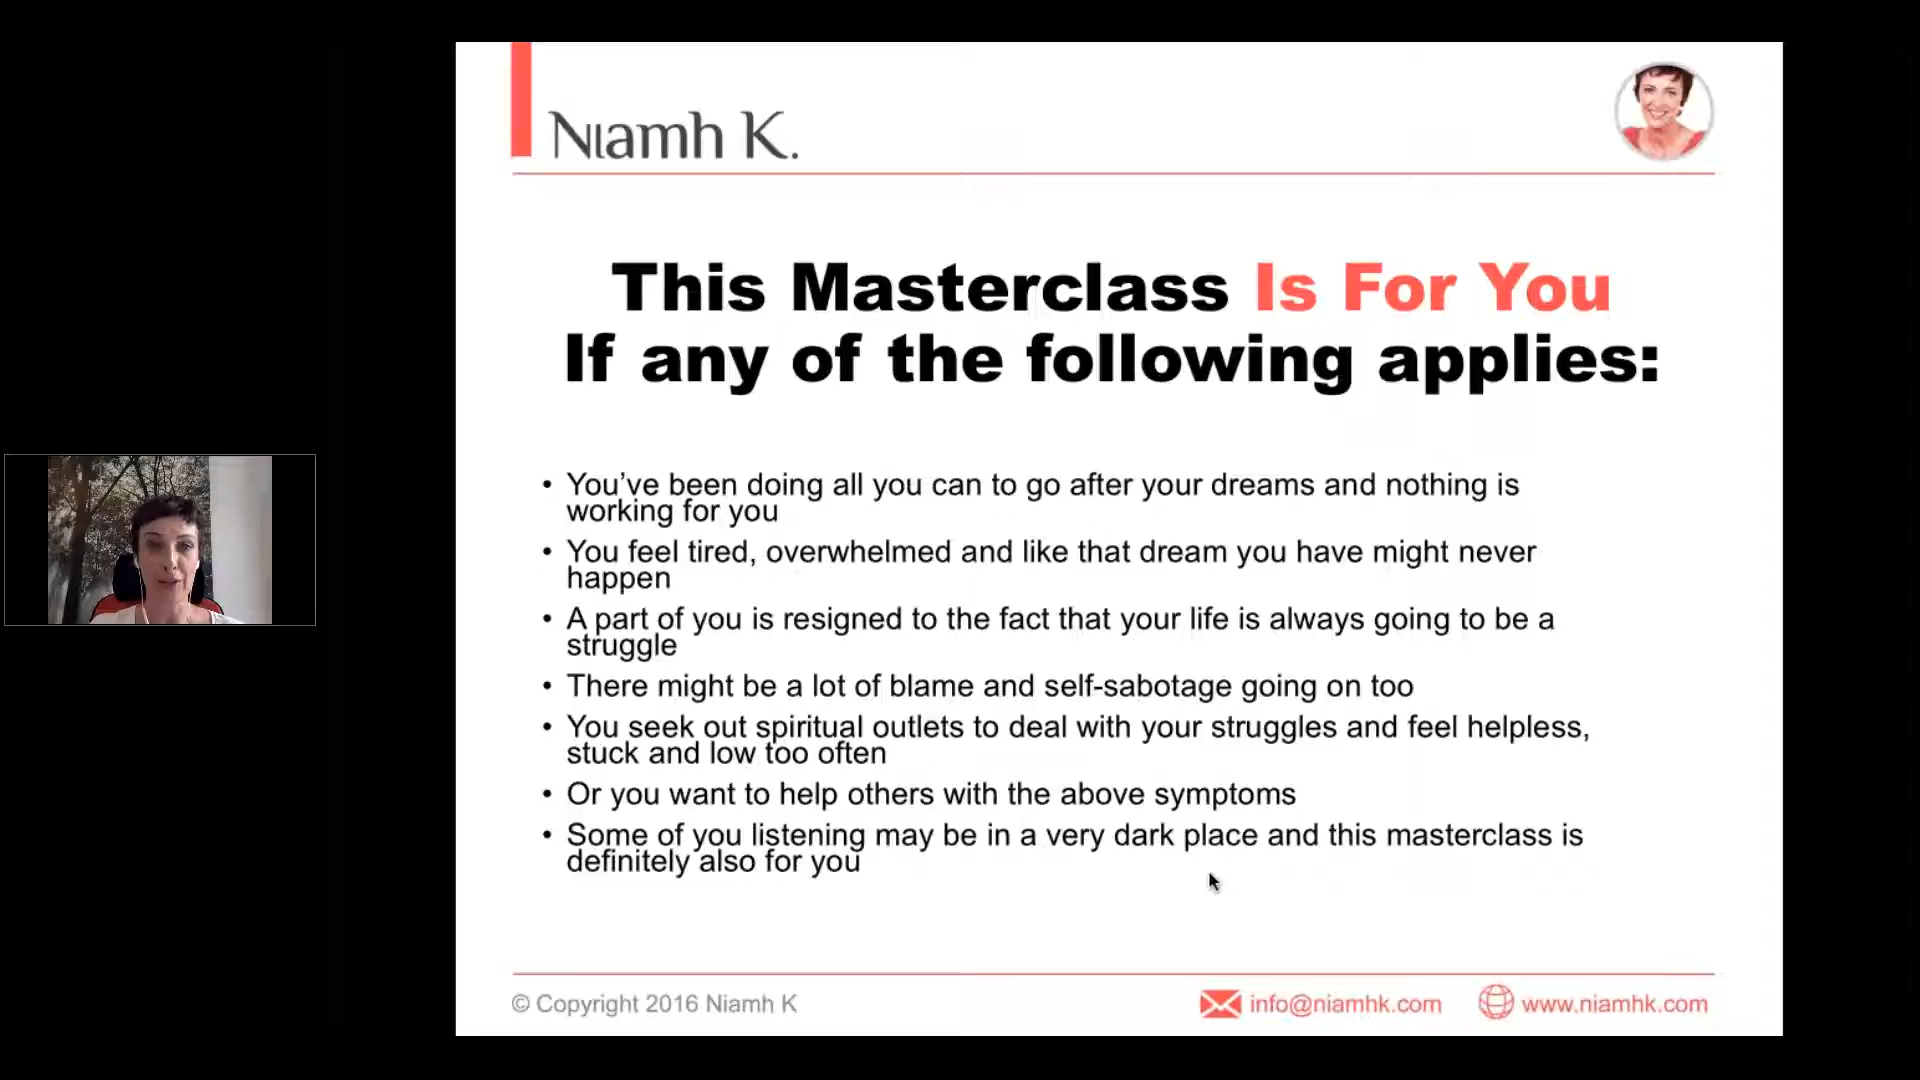 Niamh K.
This Masterclass Is For You
If any of the following applies:
• You’ve been doing all you can to go after your dreams and nothing is
working for you
• You feel tired, overwhelmed and like that dream you have might never
happen
• A part of you is resigned to the fact that your life is always going to be a
struggle
• There might be a lot of blame and self-sabotage going on too
• You seek out spiritual outlets to deal with your struggles and feel helpless,
stuck and low too often
• Or you want to help others with the above symptoms
• Some of you listening may be in a very dark place and this masterclass is
definitely also for you
© Copyright 2016 Niamh K
info@niamhk.com
www.niamhk.com